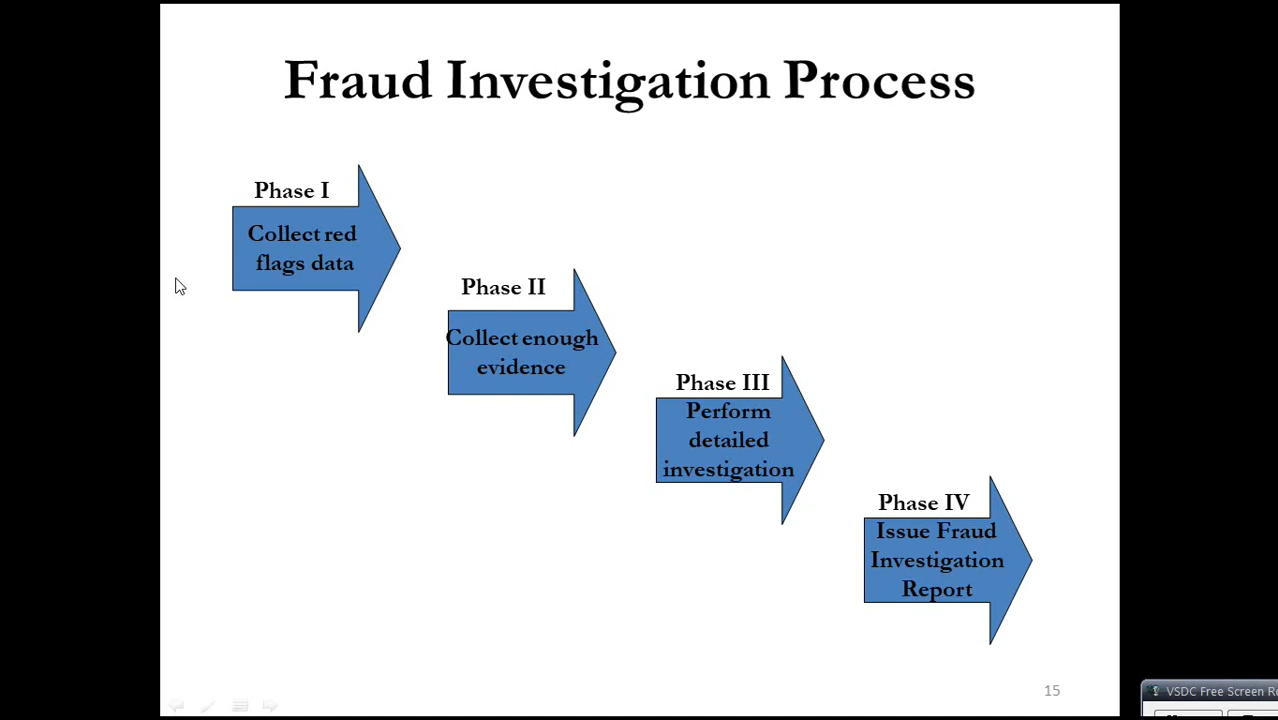 Fraud Investigation Process
Phase I
Collect red
flags data
Phase II
Collect enough
evidence
Phase III
Perform
detailed
investigation
Phase IV
Issue Fraud
Investigation
Report
15
VSDC Free Screen Re